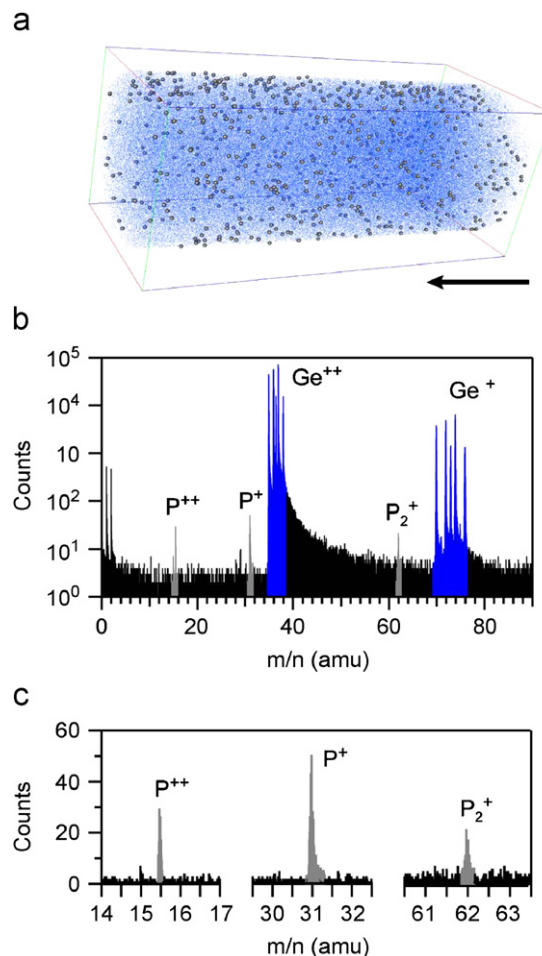 a
b
10⁵
10⁴
10
10²
10¹
10⁰
Counts
Ge⁺⁺
Ge⁺
P⁺⁺
P⁺
P₂⁺
0 20 40 60 80
m/n (amu)
c
60
40
20
0
Counts
P⁺⁺
P⁺
P₂⁺
14 15 16 17
30 31 32
61 62 63
m/n (amu)